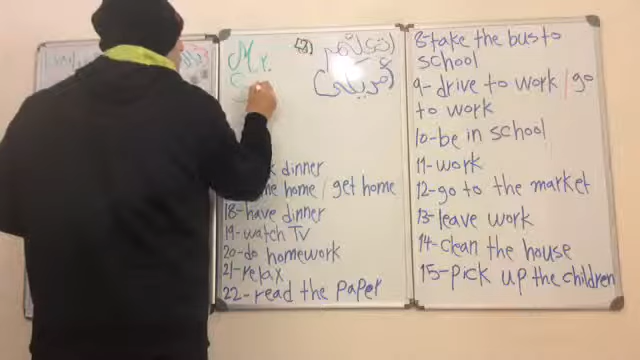 Mr.
8-take the bus to
school
9-drive to work / go
to work
10-be in school
11-work
12-go to the market
13-leave work
14-clean the house
15-pick up the children
dinner
home / get home
18-have dinner
19-watch TV
20-do homework
21-relax
22-read the paper